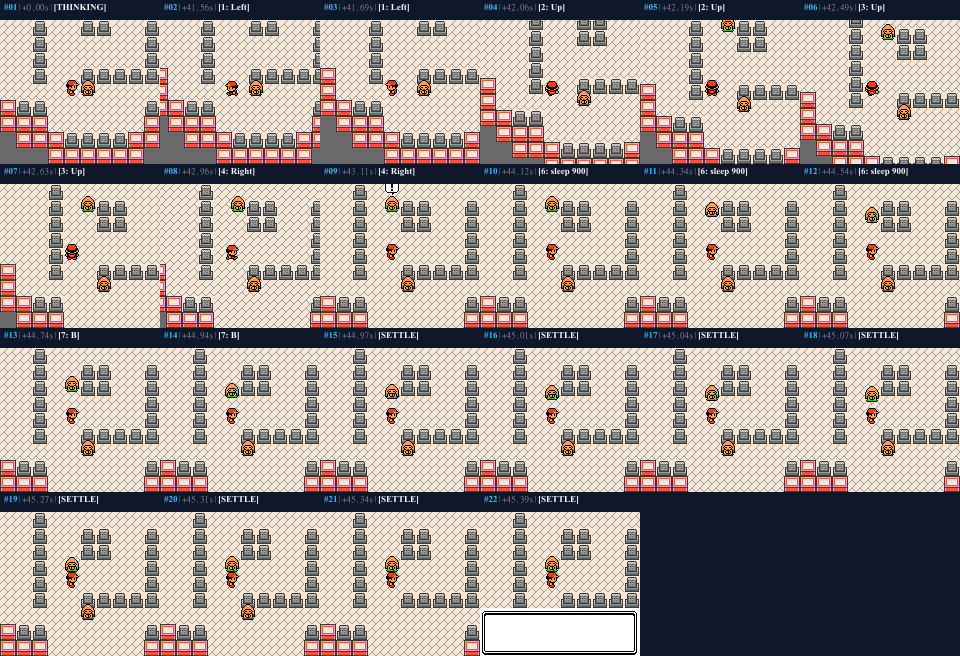 #01|+0.00s|[THINKING] #02|+41.56s|[1: Left] #03|+41.69s|[1: Left] #04|+42.06s|[2: Up] #05|+42.19s|[2: Up] #06|+42.49s|[3: Up]
#07|+42.63s|[3: Up] #08|+42.96s|[4: Right] #09|+43.11s|[4: Right] #10|+44.12s|[6: sleep 900] #11|+44.34s|[6: sleep 900] #12|+44.54s|[6: sleep 900]
!
#13|+44.74s|[7: B] #14|+44.94s|[7: B] #15|+44.97s|[SETTLE] #16|+45.01s|[SETTLE] #17|+45.04s|[SETTLE] #18|+45.07s|[SETTLE]
#19|+45.27s|[SETTLE] #20|+45.31s|[SETTLE] #21|+45.34s|[SETTLE] #22|+45.39s|[SETTLE]